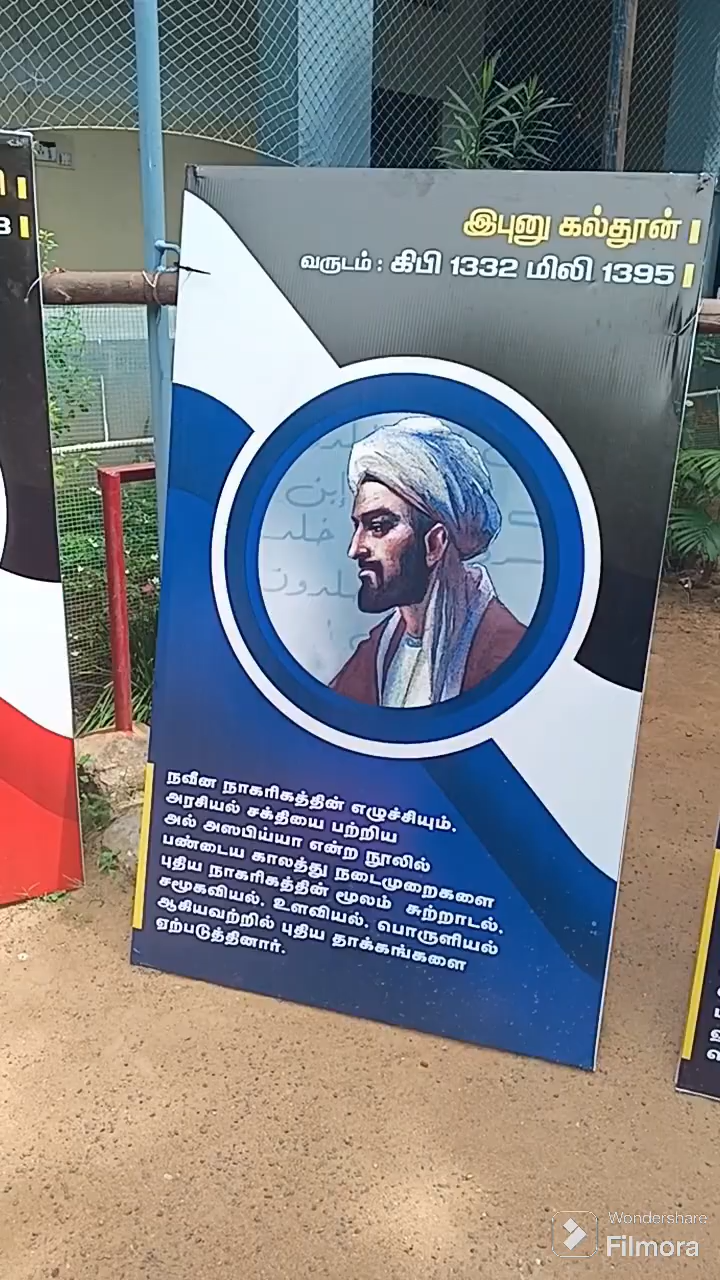 இபுனு கல்தூன்
வருடம் : கிபி 1332 மிலி 1395
நவீன நாகரிகத்தின் எழுச்சியும்.
அரசியல் சக்தியை பற்றிய
அல் அஸபிய்யா என்ற நூலில்
பண்டைய காலத்து நடைமுறைகளை
புதிய நாகரிகத்தின் மூலம் சுற்றாடல்.
சமூகவியல். உளவியல். பொருளியல்
ஆகியவற்றில் புதிய தாக்கங்களை
ஏற்படுத்தினார்.
Wondershare
Filmora